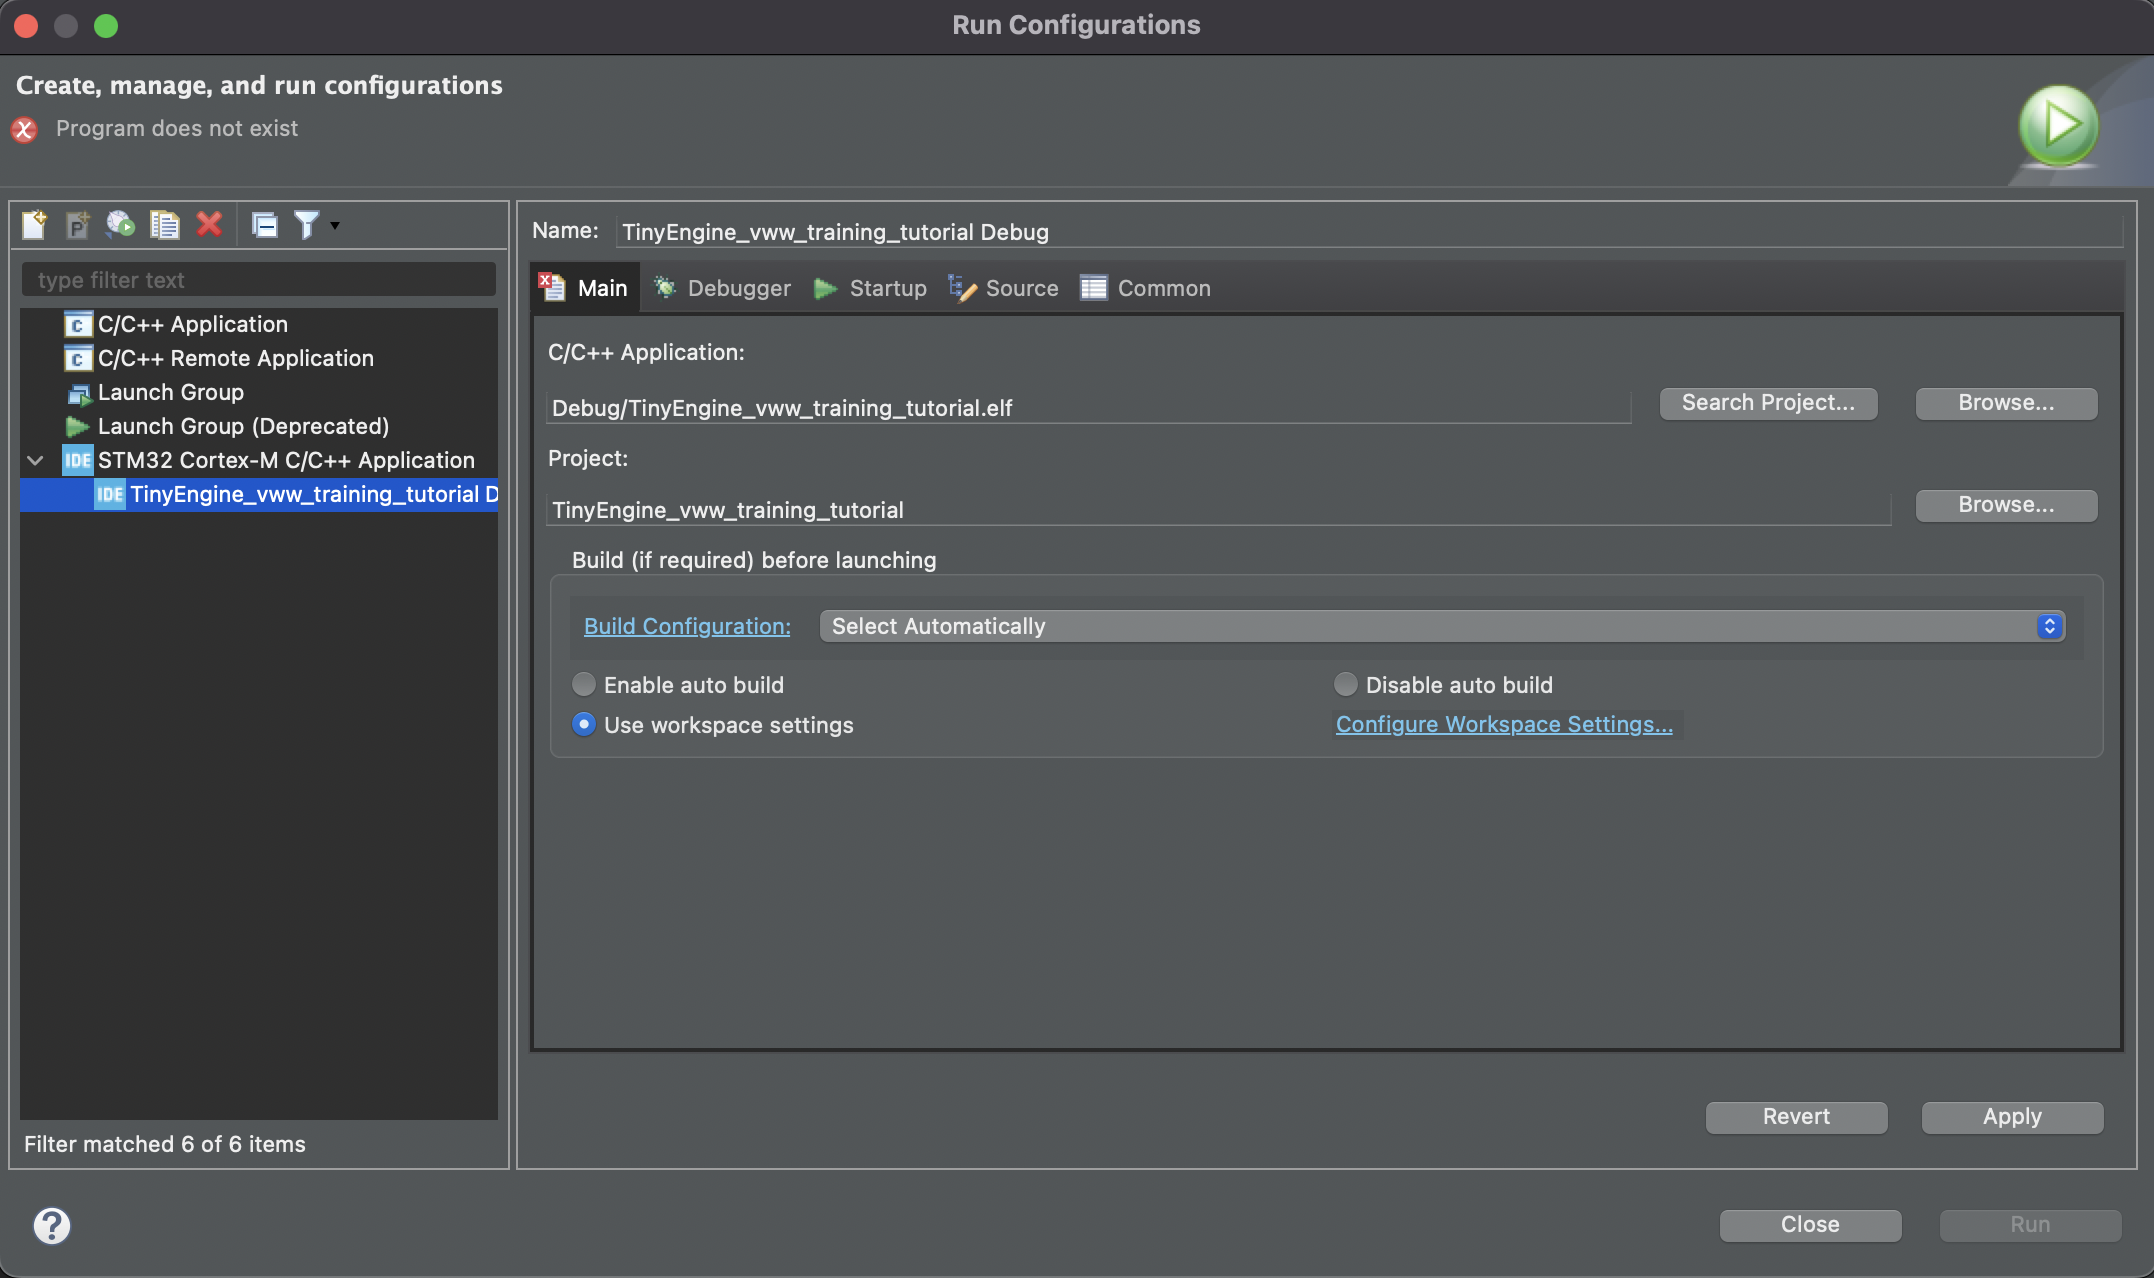 Run Configurations
Create, manage, and run configurations
Program does not exist
type filter text
C/C++ Application
C/C++ Remote Application
Launch Group
Launch Group (Deprecated)
IDE STM32 Cortex-M C/C++ Application
IDE TinyEngine_vww_training_tutorial D
Filter matched 6 of 6 items
Name: TinyEngine_vww_training_tutorial Debug
Main Debugger Startup Source Common
C/C++ Application:
Debug/TinyEngine_vww_training_tutorial.elf Search Project... Browse...
Project:
TinyEngine_vww_training_tutorial Browse...
Build (if required) before launching
Build Configuration: Select Automatically
Enable auto build Disable auto build
Use workspace settings Configure Workspace Settings...
Revert Apply
Close Run